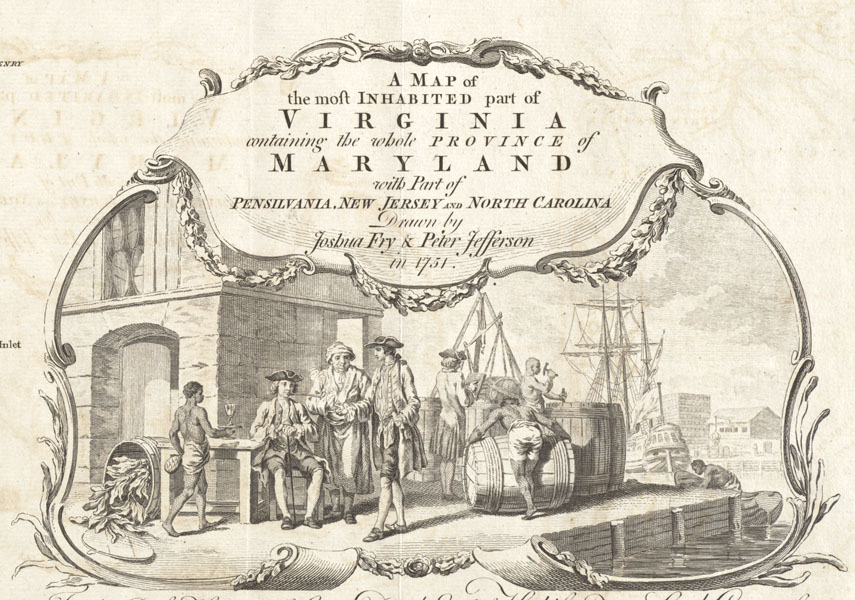 ENRY
A MAP of
the most INHABITED part of
VIRGINIA
containing the whole PROVINCE of
MARYLAND
with Part of
PENSILVANIA, NEW JERSEY AND NORTH CAROLINA
Drawn by
Joshua Fry & Peter Jefferson
in 1751.
Inlet